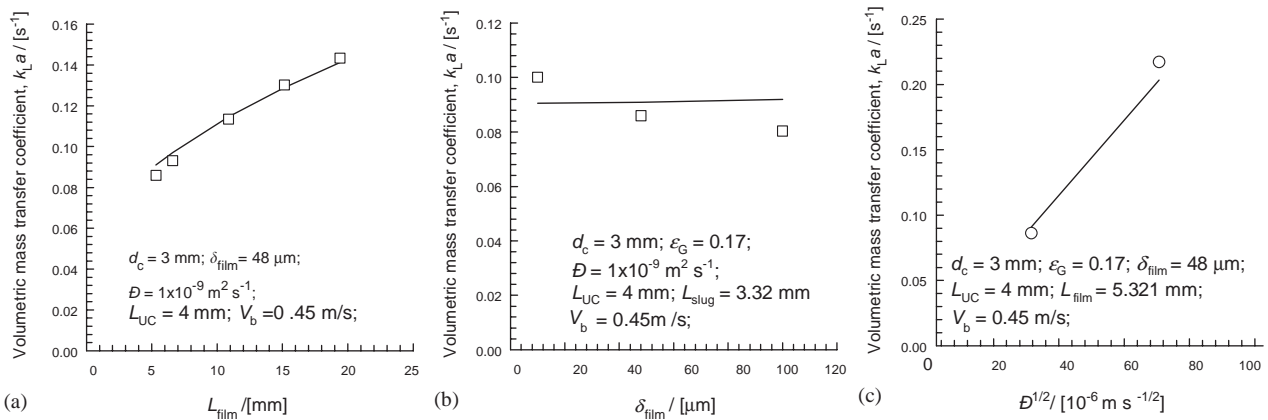 0.16
0.14
0.12
0.10
0.08
0.06
0.04
0.02
0.00
Volumetric mass transfer coefficient, kLa / [s-1]
dc = 3 mm; δfilm = 48 μm;
Đ = 1x10-9 m2 s-1;
LUC = 4 mm; Vb =0 .45 m/s;
0 5 10 15 20 25
(a)
Lfilm /[mm]
0.12
0.10
0.08
0.06
0.04
0.02
0.00
Volumetric mass transfer coefficient, kLa / [s-1]
dc = 3 mm; εG = 0.17;
Đ = 1x10-9 m2 s-1;
LUC = 4 mm; Lslug = 3.32 mm
Vb = 0.45m /s;
0 20 40 60 80 100 120
(b)
δfilm / [μm]
0.25
0.20
0.25
0.10
0.05
0.00
Volumetric mass transfer coefficient, kLa / [s-1]
dc = 3 mm; εG = 0.17; δfilm = 48 μm;
LUC = 4 mm; Lfilm = 5.321 mm;
Vb = 0.45 m/s;
0 20 40 60 80 100
(c)
Đ1/2/ [10-6 m s -1/2]